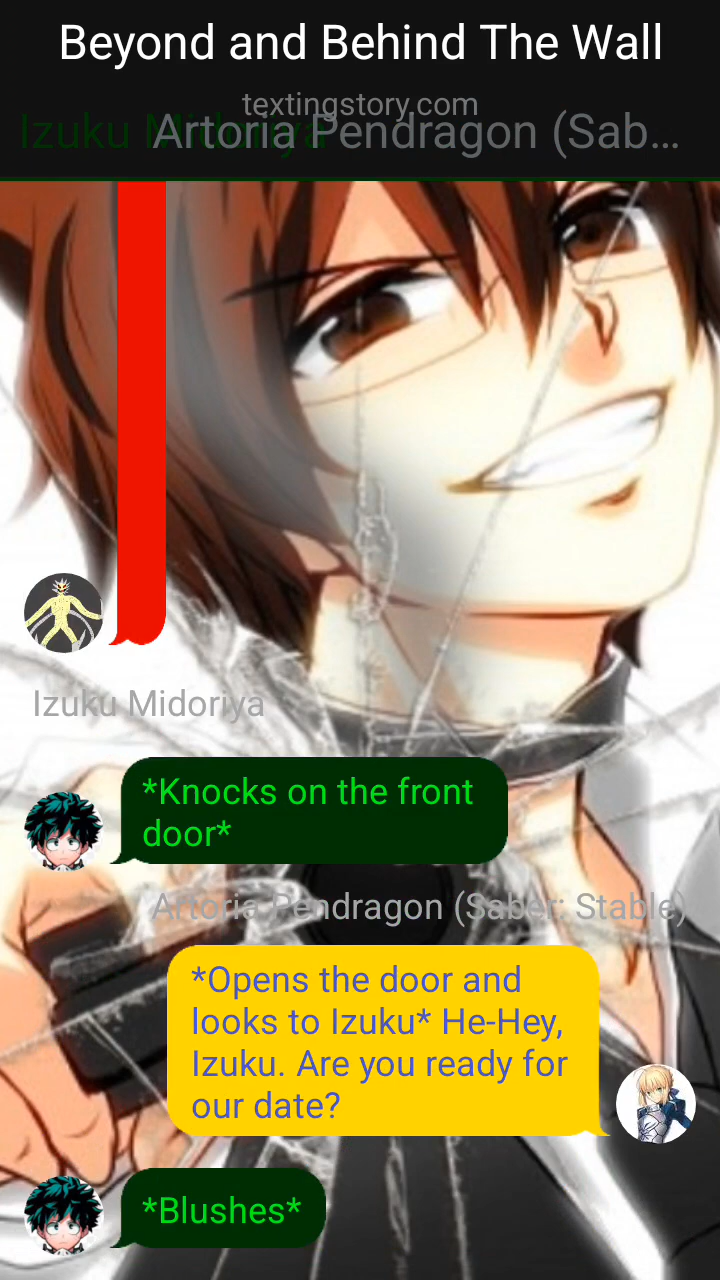 Beyond and Behind The Wall
textingstory.com
Izuku Midoriya
Artoria Pendragon (Sab...
Izuku Midoriya
*Knocks on the front
door*
Artoria Pendragon (Saber: Stable)
*Opens the door and
looks to Izuku* He-Hey,
Izuku. Are you ready for
our date?
*Blushes*